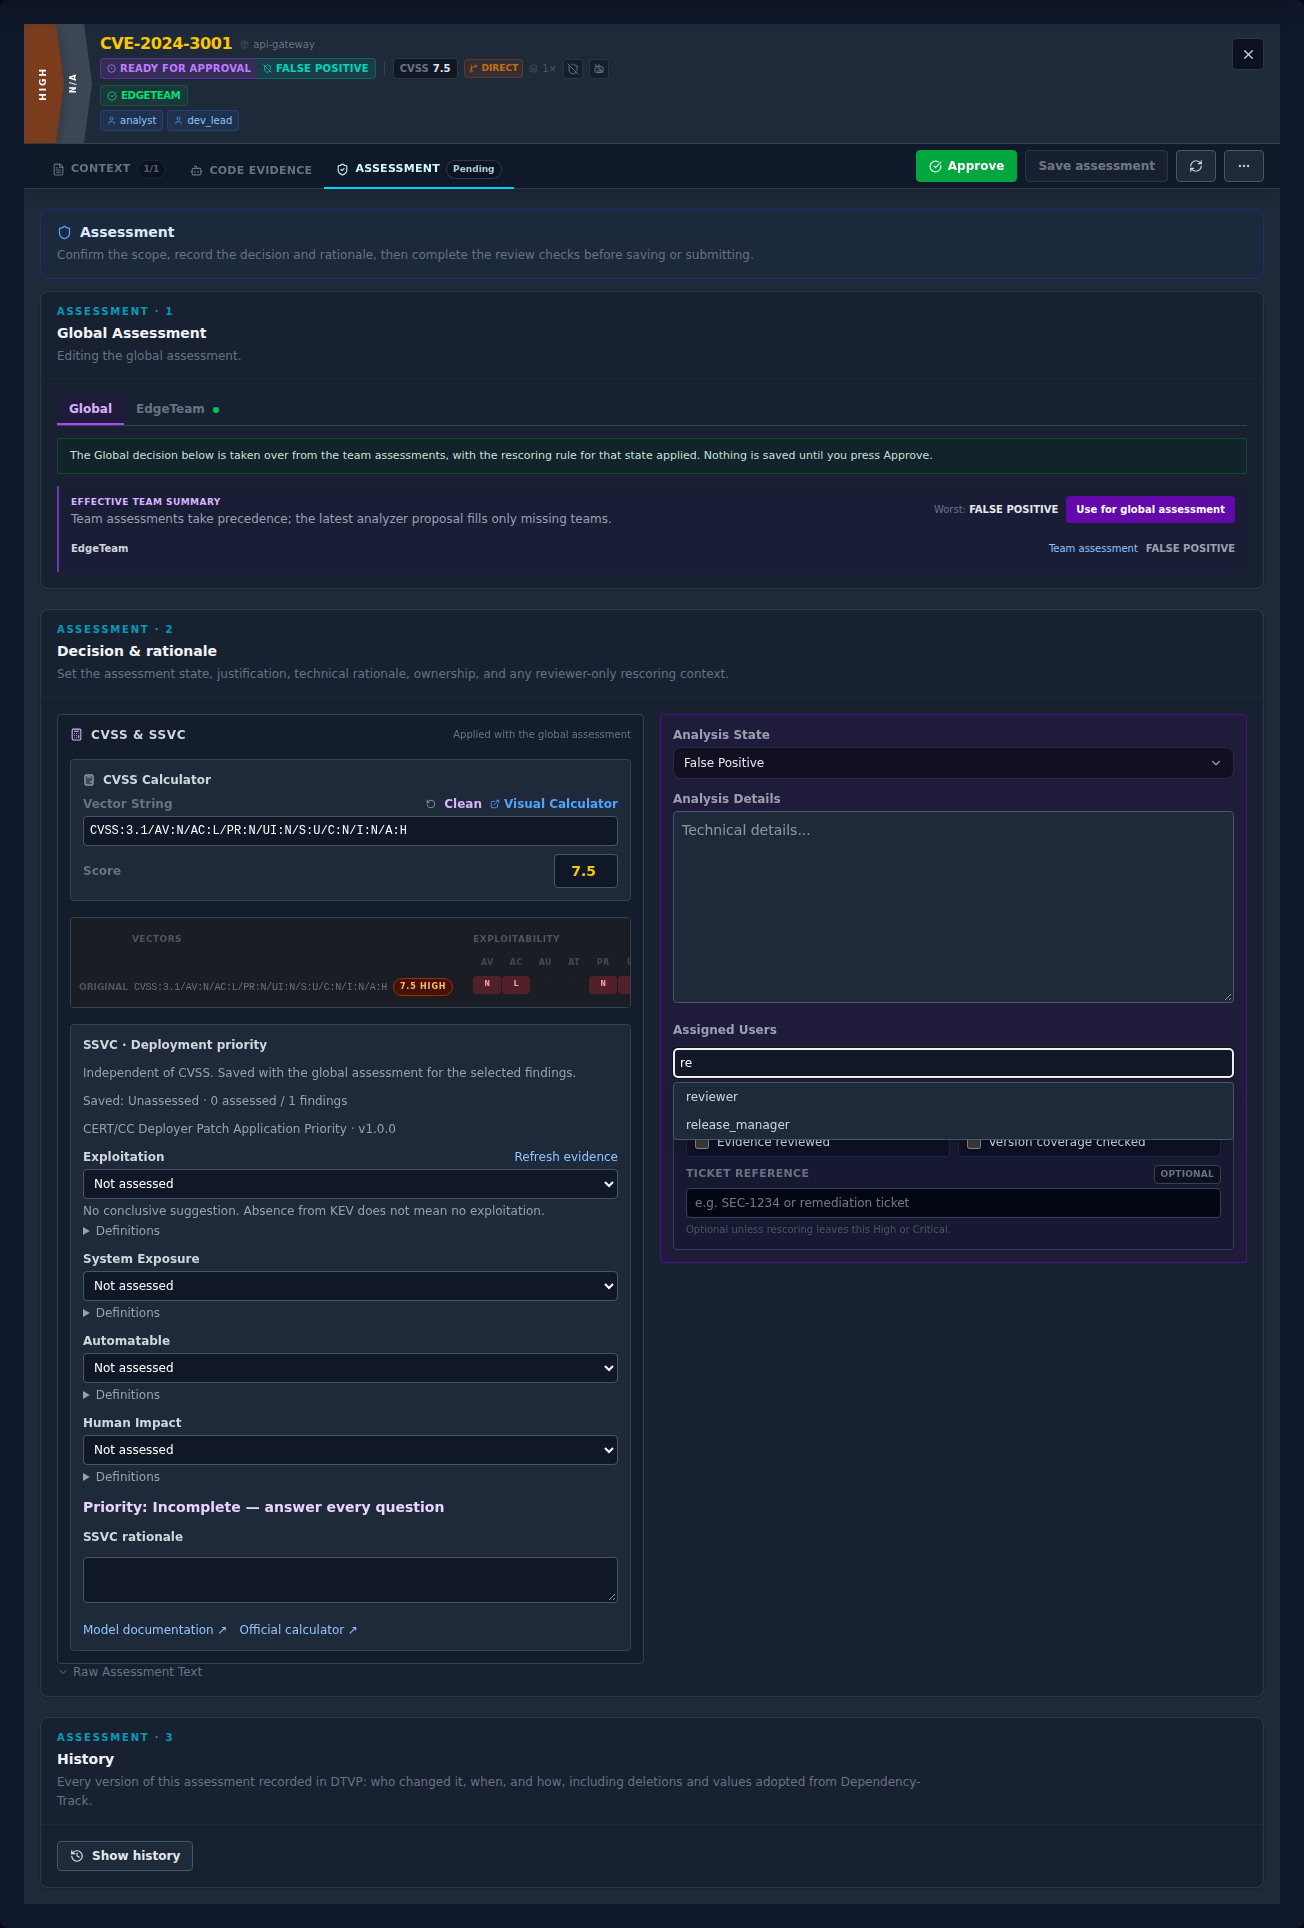 HIGH
N/A
CVE-2024-3001 api-gateway
READY FOR APPROVAL FALSE POSITIVE CVSS 7.5 DIRECT 1×
EDGETEAM
analyst dev_lead
CONTEXT 1/1 CODE EVIDENCE ASSESSMENT Pending Approve Save assessment ...
Assessment
Confirm the scope, record the decision and rationale, then complete the review checks before saving or submitting.
ASSESSMENT · 1
Global Assessment
Editing the global assessment.
Global EdgeTeam
The Global decision below is taken over from the team assessments, with the rescoring rule for that state applied. Nothing is saved until you press Approve.
EFFECTIVE TEAM SUMMARY
Team assessments take precedence; the latest analyzer proposal fills only missing teams.
Worst: FALSE POSITIVE Use for global assessment
EdgeTeam Team assessment FALSE POSITIVE
ASSESSMENT · 2
Decision & rationale
Set the assessment state, justification, technical rationale, ownership, and any reviewer-only rescoring context.
CVSS & SSVC Applied with the global assessment
CVSS Calculator
Vector String Clean Visual Calculator
CVSS:3.1/AV:N/AC:L/PR:N/UI:N/S:U/C:N/I:N/A:H
Score 7.5
VECTORS EXPLOITABILITY
AV AC AU AT PR
ORIGINAL CVSS:3.1/AV:N/AC:L/PR:N/UI:N/S:U/C:N/I:N/A:H 7.5 HIGH N L N
SSVC · Deployment priority
Independent of CVSS. Saved with the global assessment for the selected findings.
Saved: Unassessed · 0 assessed / 1 findings
CERT/CC Deployer Patch Application Priority · v1.0.0
Exploitation Refresh evidence
Not assessed
No conclusive suggestion. Absence from KEV does not mean no exploitation.
Definitions
System Exposure
Not assessed
Definitions
Automatable
Not assessed
Definitions
Human Impact
Not assessed
Definitions
Priority: Incomplete — answer every question
SSVC rationale
Model documentation ↗ Official calculator ↗
Raw Assessment Text
Analysis State
False Positive
Analysis Details
Technical details...
Assigned Users
re
reviewer
release_manager
Evidence reviewed Version coverage checked
TICKET REFERENCE OPTIONAL
e.g. SEC-1234 or remediation ticket
Optional unless rescoring leaves this High or Critical.
ASSESSMENT · 3
History
Every version of this assessment recorded in DTVP: who changed it, when, and how, including deletions and values adopted from Dependency-
Track.
Show history